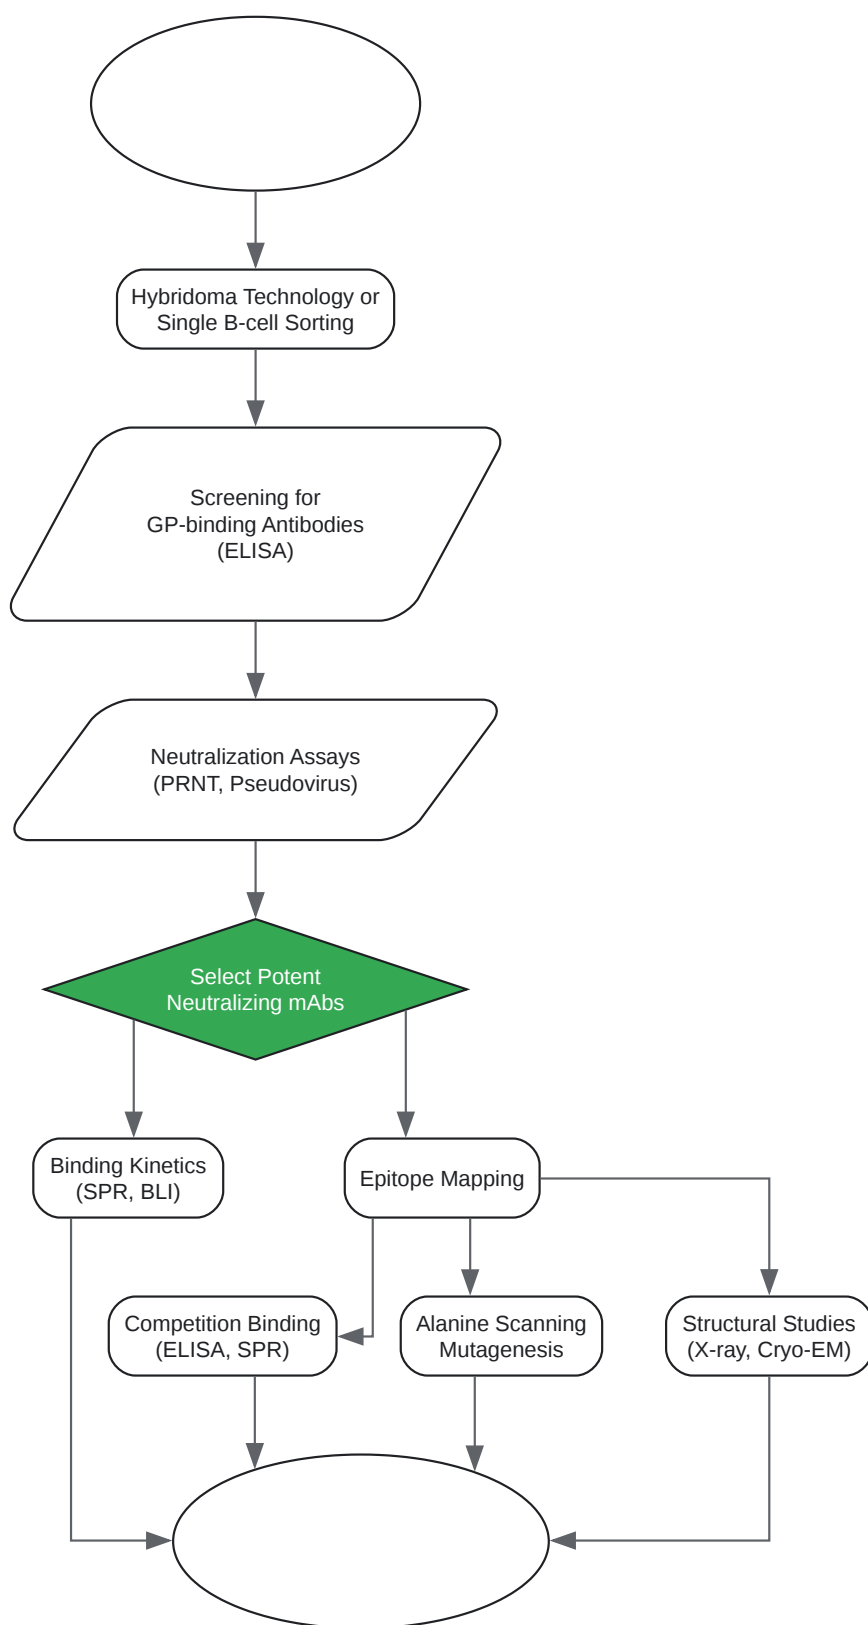 Hybridoma Technology or
Single B-cell Sorting
Screening for
GP-binding Antibodies
(ELISA)
Neutralization Assays
(PRNT, Pseudovirus)
Select Potent
Neutralizing mAbs
Binding Kinetics
(SPR, BLI)
Epitope Mapping
Competition Binding
(ELISA, SPR)
Alanine Scanning
Mutagenesis
Structural Studies
(X-ray, Cryo-EM)